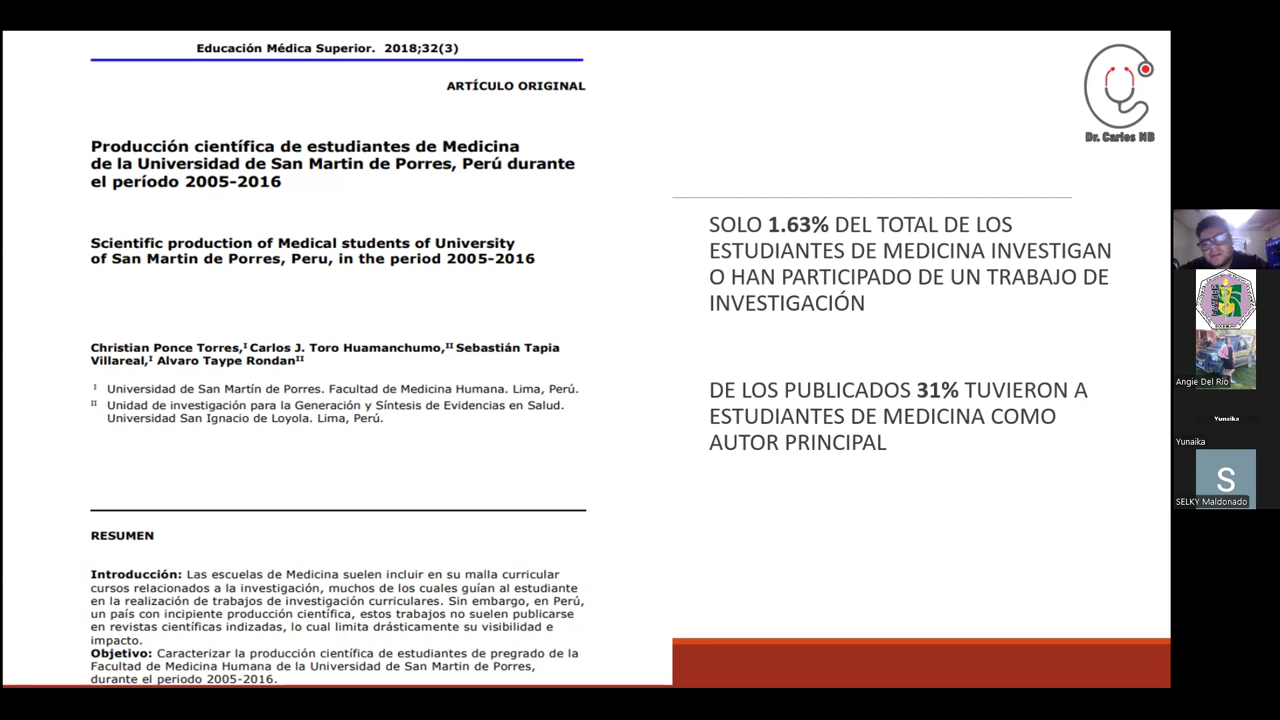 Educación Médica Superior. 2018;32(3)
ARTÍCULO ORIGINAL
Producción científica de estudiantes de Medicina
de la Universidad de San Martin de Porres, Perú durante
el período 2005-2016
Scientific production of Medical students of University
of San Martin de Porres, Peru, in the period 2005-2016
Christian Ponce Torres,I Carlos J. Toro Huamanchumo,II Sebastián Tapia
Villareal,I Alvaro Taype RondanII
I Universidad de San Martín de Porres. Facultad de Medicina Humana. Lima, Perú.
II Unidad de investigación para la Generación y Síntesis de Evidencias en Salud.
Universidad San Ignacio de Loyola. Lima, Perú.
RESUMEN
Introducción: Las escuelas de Medicina suelen incluir en su malla curricular
cursos relacionados a la investigación, muchos de los cuales guían al estudiante
en la realización de trabajos de investigación curriculares. Sin embargo, en Perú,
un país con incipiente producción científica, estos trabajos no suelen publicarse
en revistas científicas indizadas, lo cual limita drásticamente su visibilidad e
impacto.
Objetivo: Caracterizar la producción científica de estudiantes de pregrado de la
Facultad de Medicina Humana de la Universidad de San Martin de Porres,
durante el periodo 2005-2016.
Dr. Carlos NB
SOLO 1.63% DEL TOTAL DE LOS
ESTUDIANTES DE MEDICINA INVESTIGAN
O HAN PARTICIPADO DE UN TRABAJO DE
INVESTIGACIÓN
DE LOS PUBLICADOS 31% TUVIERON A
ESTUDIANTES DE MEDICINA COMO
AUTOR PRINCIPAL
Angie Del Rio
Yunaika
Yunaika
S
SELKY Maldonado